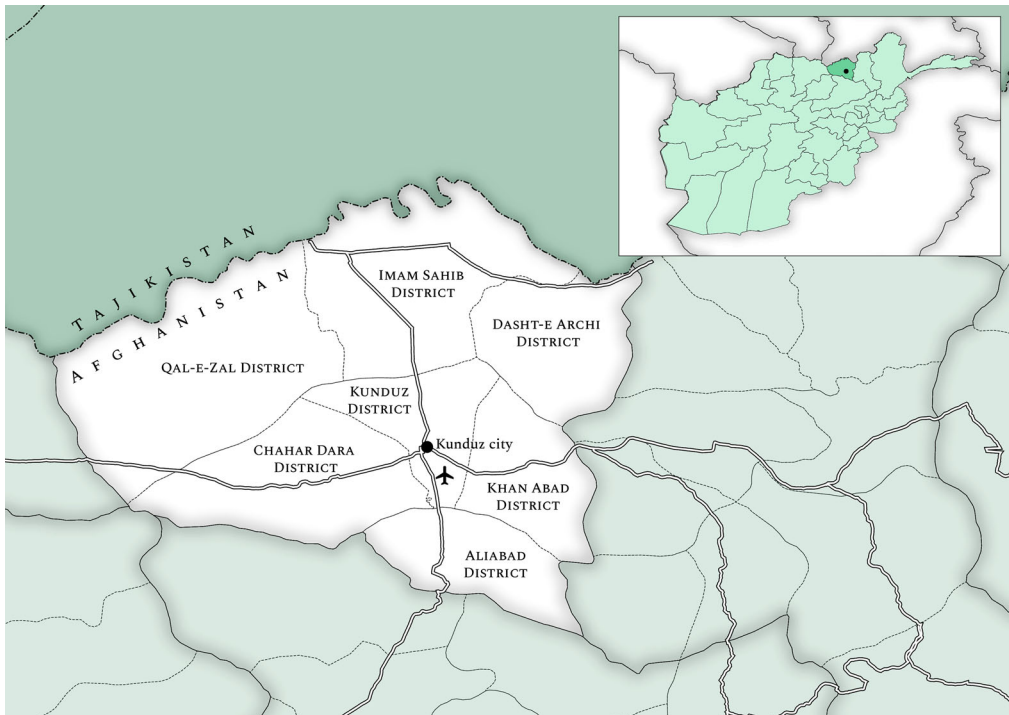 TAJIKISTAN
AFGHANISTAN
IMAM SAHIB
DISTRICT
DASHT-E ARCHI
DISTRICT
QAL-E-ZAL DISTRICT
KUNDUZ
DISTRICT
Kunduz city
CHAHAR DARA
DISTRICT
KHAN ABAD
DISTRICT
ALIABAD
DISTRICT